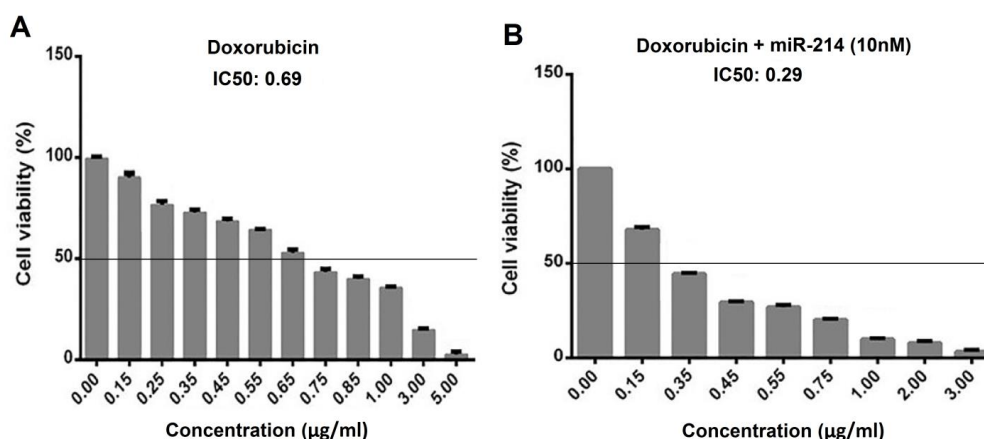 A
Doxorubicin
IC50: 0.69
Cell viability (%)
150
100
50
0
0.00 0.15 0.25 0.35 0.45 0.55 0.65 0.75 0.85 1.00 3.00 5.00
Concentration (µg/ml)
B
Doxorubicin + miR-214 (10nM)
IC50: 0.29
Cell viability (%)
150
100
50
0
0.00 0.15 0.35 0.45 0.55 0.75 1.00 2.00 3.00
Concentration (µg/ml)